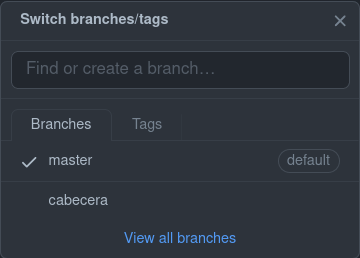 Switch branches/tags
Find or create a branch...
Branches
Tags
master
default
cabecera
View all branches